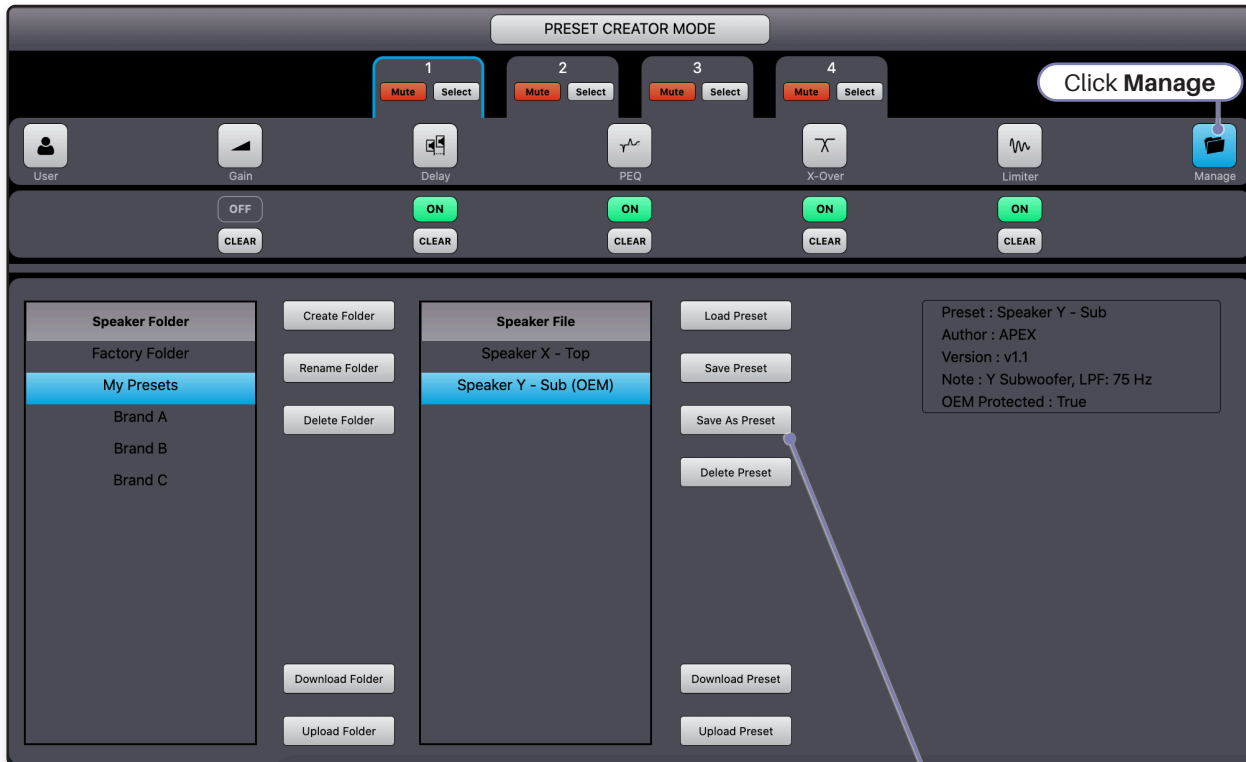 PRESET CREATOR MODE
1 2 3 4
Mute Select Mute Select Mute Select Mute Select
Click Manage
User Gain Delay PEQ X-Over Limiter Manage
OFF ON ON ON ON
CLEAR CLEAR CLEAR CLEAR CLEAR
Speaker Folder
Factory Folder
My Presets
Brand A
Brand B
Brand C
Create Folder
Rename Folder
Delete Folder
Download Folder
Upload Folder
Speaker File
Speaker X - Top
Speaker Y - Sub (OEM)
Load Preset
Save Preset
Save As Preset
Delete Preset
Download Preset
Upload Preset
Preset : Speaker Y - Sub
Author : APEX
Version : v1.1
Note : Y Subwoofer, LPF: 75 Hz
OEM Protected : True